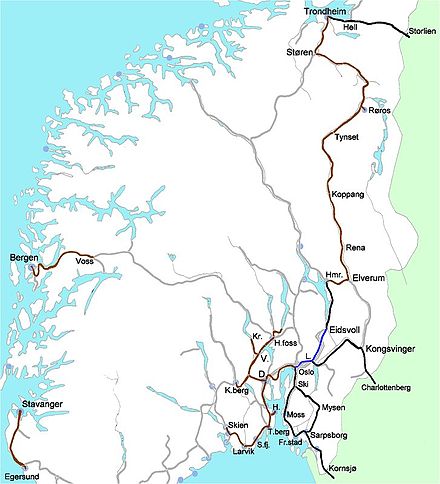 Trondheim
Hell
Storlien
Støren
Røros
Tynset
Koppang
Rena
Bergen
Voss
Hmr.
Elverum
Kr.
H.foss
Eidsvoll
V.
L.
Kongsvinger
D.
Oslo
K.berg
Ski
Charlottenberg
Stavanger
H.
Moss
Mysen
Skien
T.berg
Sarpsborg
S.fj.
Fr.stad
Larvik
Kornsjø
Egersund